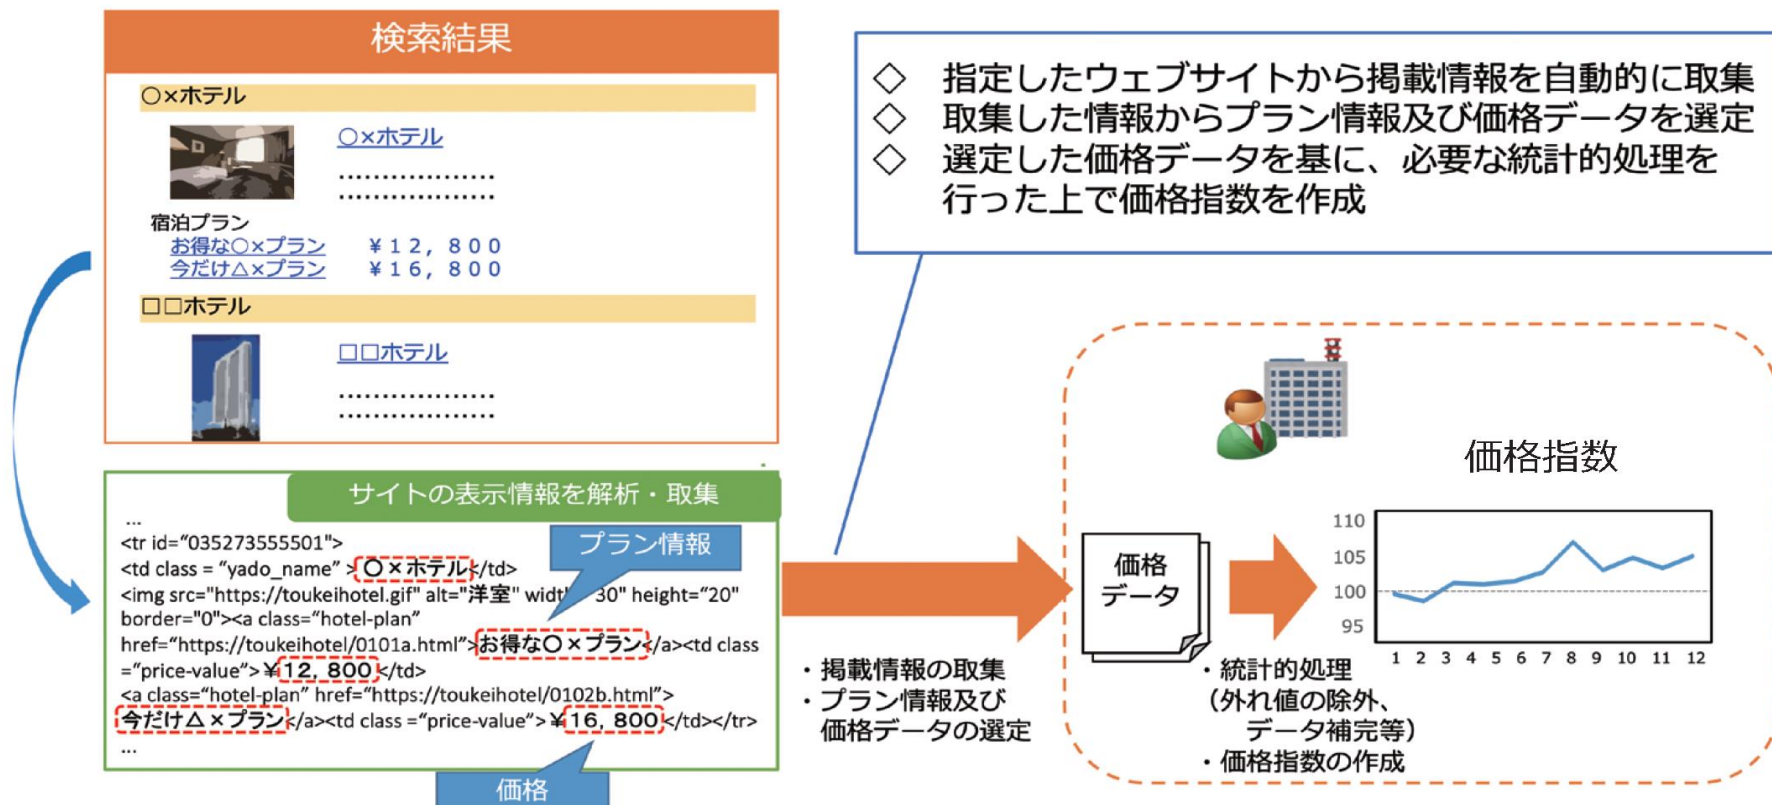 検索結果
○×ホテル
○×ホテル
..................
..................
宿泊プラン
お得な○×プラン ¥12,800
今だけ△×プラン ¥16,800
□□ホテル
□□ホテル
..................
..................
◇ 指定したウェブサイトから掲載情報を自動的に取集
◇ 取集した情報からプラン情報及び価格データを選定
◇ 選定した価格データを基に、必要な統計的処理を
行った上で価格指数を作成
サイトの表示情報を解析・取集
プラン情報
...
<tr id="035273555501">
<td class = "yado_name" >○×ホテル</td>
<img src="https://toukeihotel.gif" alt="洋室" width 30" height="20"
border="0"><a class="hotel-plan"
href="https://toukeihotel/0101a.html">お得な○×プラン</a><td class
="price-value">¥12,800</td>
<a class="hotel-plan" href="https://toukeihotel/0102b.html">
今だけ△×プラン</a><td class ="price-value">¥16,800</td></tr>
...
価格
・掲載情報の取集
・プラン情報及び
価格データの選定
価格
データ
・統計的処理
(外れ値の除外、
データ補完等)
・価格指数の作成
価格指数
110
105
100
95
1 2 3 4 5 6 7 8 9 10 11 12